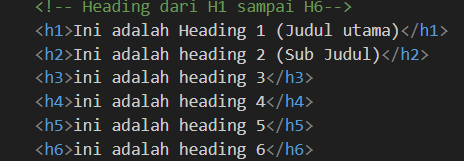 <!-- Heading dari H1 sampai H6-->
<h1>Ini adalah Heading 1 (Judul utama)</h1>
<h2>Ini adalah heading 2 (Sub Judul)</h2>
<h3>ini adalah heading 3</h3>
<h4>ini adalah heading 4</h4>
<h5>ini adalah heading 5</h5>
<h6>ini adalah heading 6</h6>